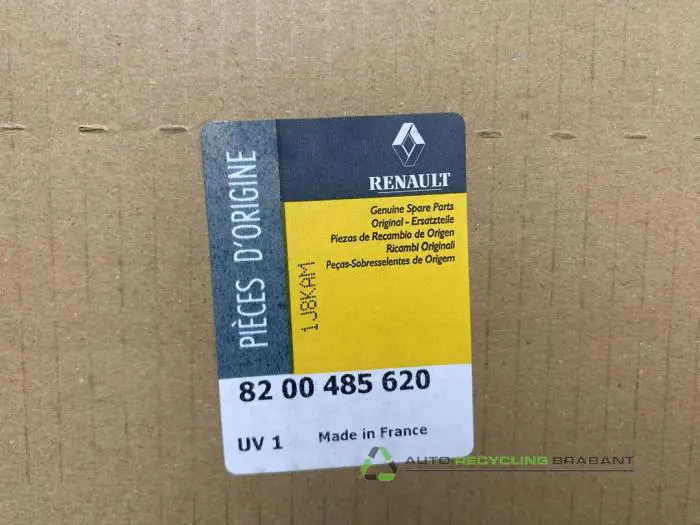 PIÈCES D'ORIGINE
RENAULT
Genuine Spare Parts
Original - Ersatzteile
Piezas de Recambio de Origen
Ricambi Originali
Peças-Sobresselentes de Origem
1J8KAM1
82 00 485 620
UV 1 Made in France
AUTO RECYCLING BRABANT